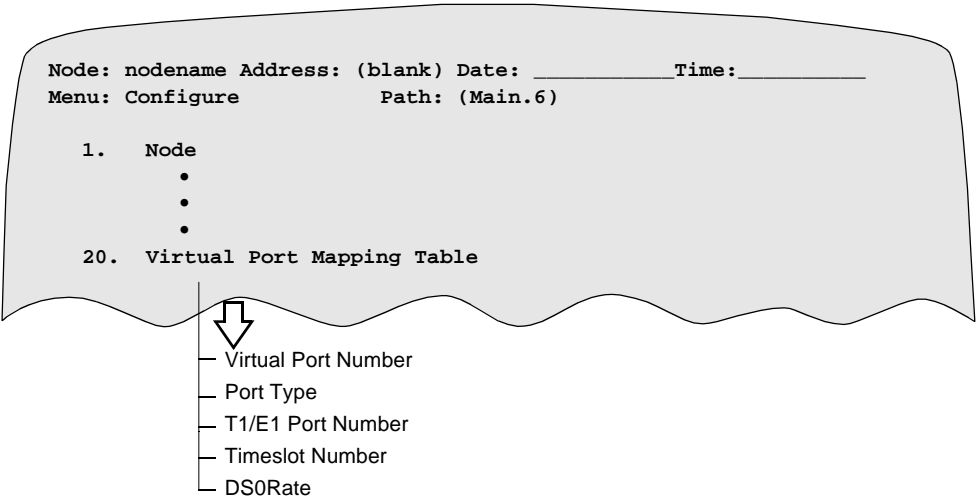 Node: nodename Address: (blank) Date: ___________Time:__________
Menu: Configure Path: (Main.6)
1. Node
•
•
•
20. Virtual Port Mapping Table
Virtual Port Number
Port Type
T1/E1 Port Number
Timeslot Number
DS0Rate